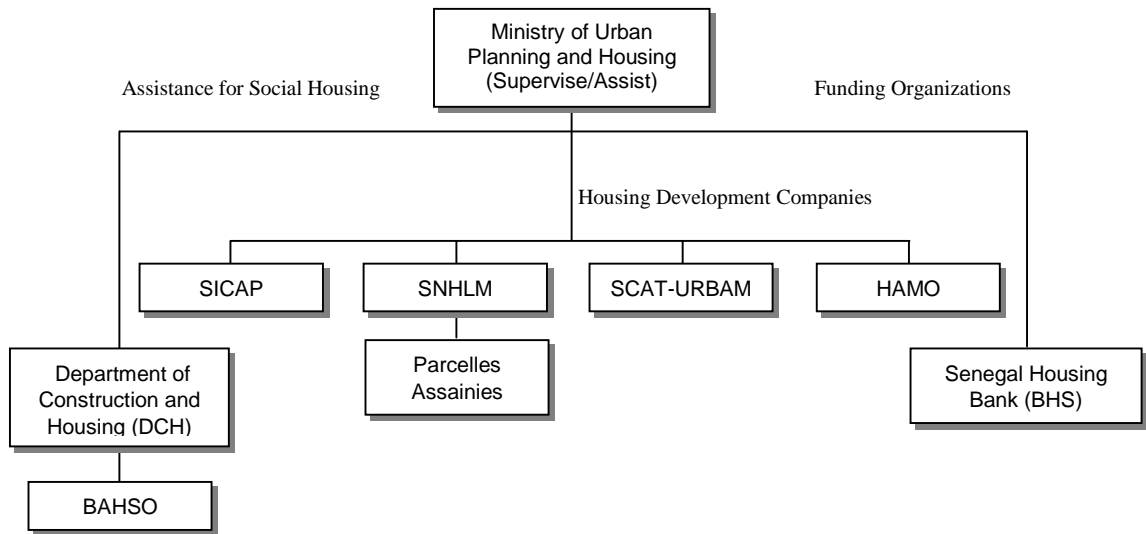 Ministry of Urban
Planning and Housing
(Supervise/Assist)
Assistance for Social Housing
Funding Organizations
Housing Development Companies
SICAP
SNHLM
SCAT-URBAM
HAMO
Parcelles
Assainies
Department of
Construction and
Housing (DCH)
Senegal Housing
Bank (BHS)
BAHSO